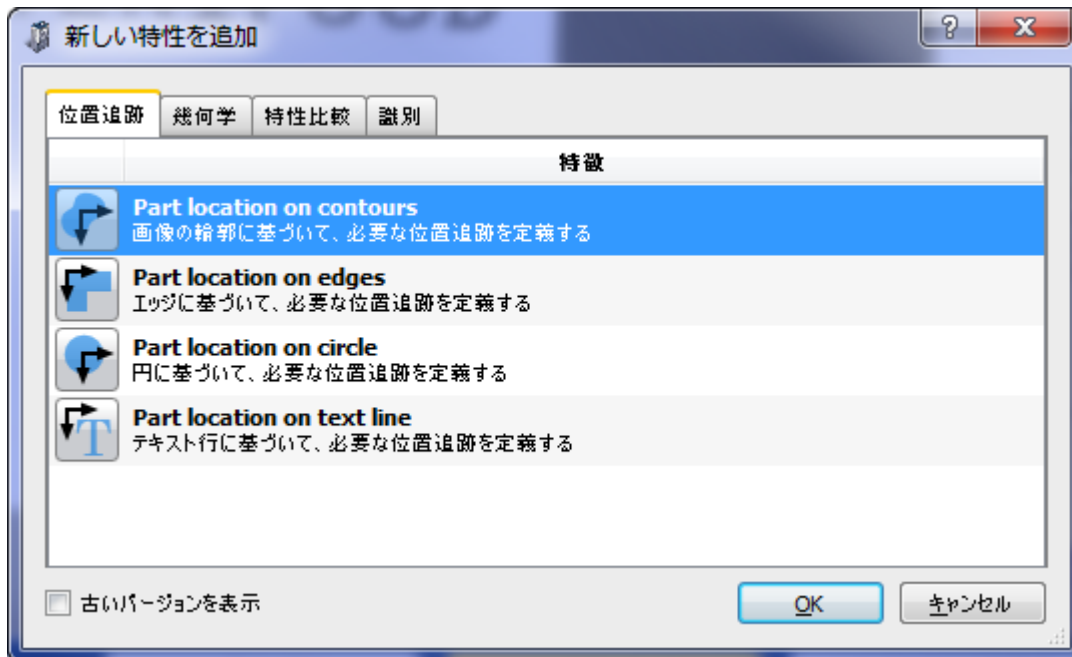 新しい特性を追加
?
位置追跡 幾何学 特性比較 識別
特徴
Part location on contours
画像の輪郭に基づいて、必要な位置追跡を定義する
Part location on edges
エッジに基づいて、必要な位置追跡を定義する
Part location on circle
円に基づいて、必要な位置追跡を定義する
Part location on text line
テキスト行に基づいて、必要な位置追跡を定義する
古いバージョンを表示
OK キャンセル